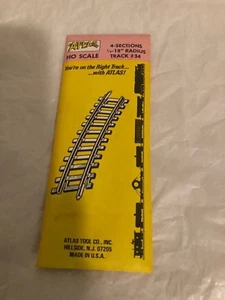 ATLAS
HO SCALE
4-SECTIONS
½-18" RADIUS
TRACK #34
You're on the Right Track...
...with ATLAS!
ATLAS TOOL CO., INC.
HILLSIDE, N.J. 07205
MADE IN U.S.A.